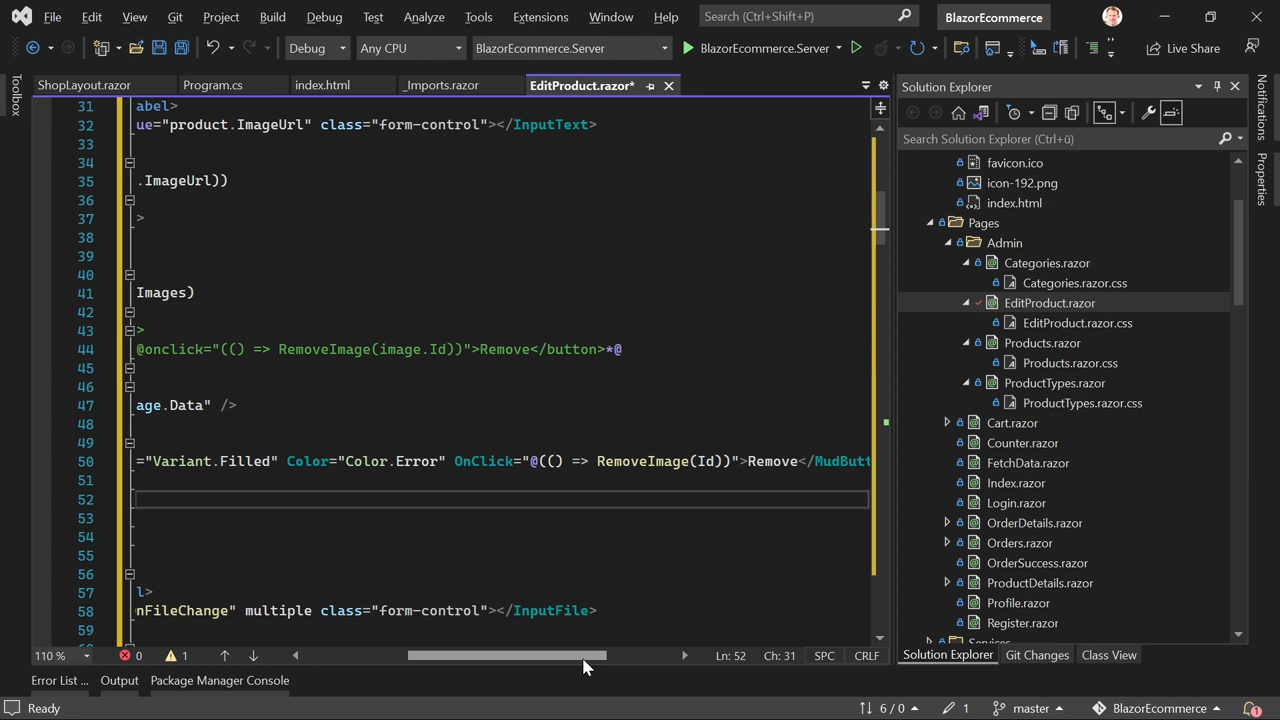 File Edit View Git Project Build Debug Test Analyze Tools Extensions Window Help Search (Ctrl+Shift+P) BlazorEcommerce
Debug Any CPU BlazorEcommerce.Server BlazorEcommerce.Server Live Share
Toolbox
ShopLayout.razor Program.cs index.html _Imports.razor EditProduct.razor*
31 abel>
32 ue="product.ImageUrl" class="form-control"></InputText>
33
34
35 .ImageUrl))
36
37 >
38
39
40
41 Images)
42
43 >
44 @onclick="(() => RemoveImage(image.Id))">Remove</button>*@
45
46
47 age.Data" />
48
49
50 ="Variant.Filled" Color="Color.Error" OnClick="@(() => RemoveImage(Id))">Remove</MudButt
51
52
53
54
55
56
57 l>
58 nFileChange" multiple class="form-control"></InputFile>
59
110 % 0 1 Ln: 52 Ch: 31 SPC CRLF
Solution Explorer
Search Solution Explorer (Ctrl+ü)
favicon.ico
icon-192.png
index.html
Pages
Admin
Categories.razor
Categories.razor.css
EditProduct.razor
EditProduct.razor.css
Products.razor
Products.razor.css
ProductTypes.razor
ProductTypes.razor.css
Cart.razor
Counter.razor
FetchData.razor
Index.razor
Login.razor
OrderDetails.razor
Orders.razor
OrderSuccess.razor
ProductDetails.razor
Profile.razor
Register.razor
Services
Solution Explorer Git Changes Class View
Notifications
Properties
Error List ... Output Package Manager Console
Ready 6 / 0 1 master BlazorEcommerce 1